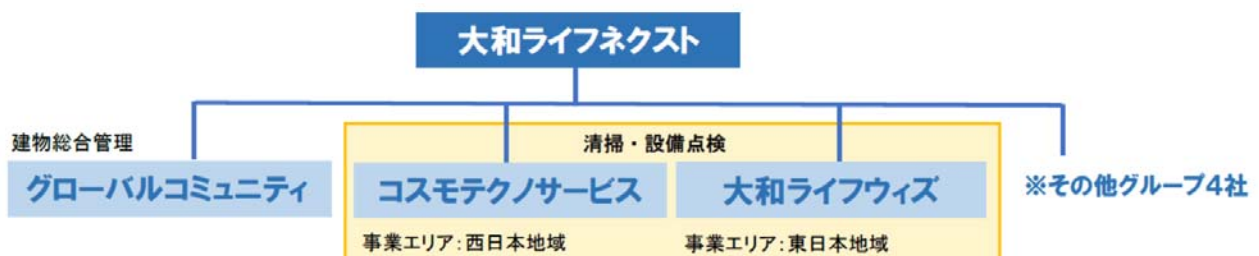 大和ライフネクスト
建物総合管理
清掃・設備点検
グローバルコミュニティ
コスモテクノサービス
大和ライフウィズ
※その他グループ4社
事業エリア:西日本地域
事業エリア:東日本地域